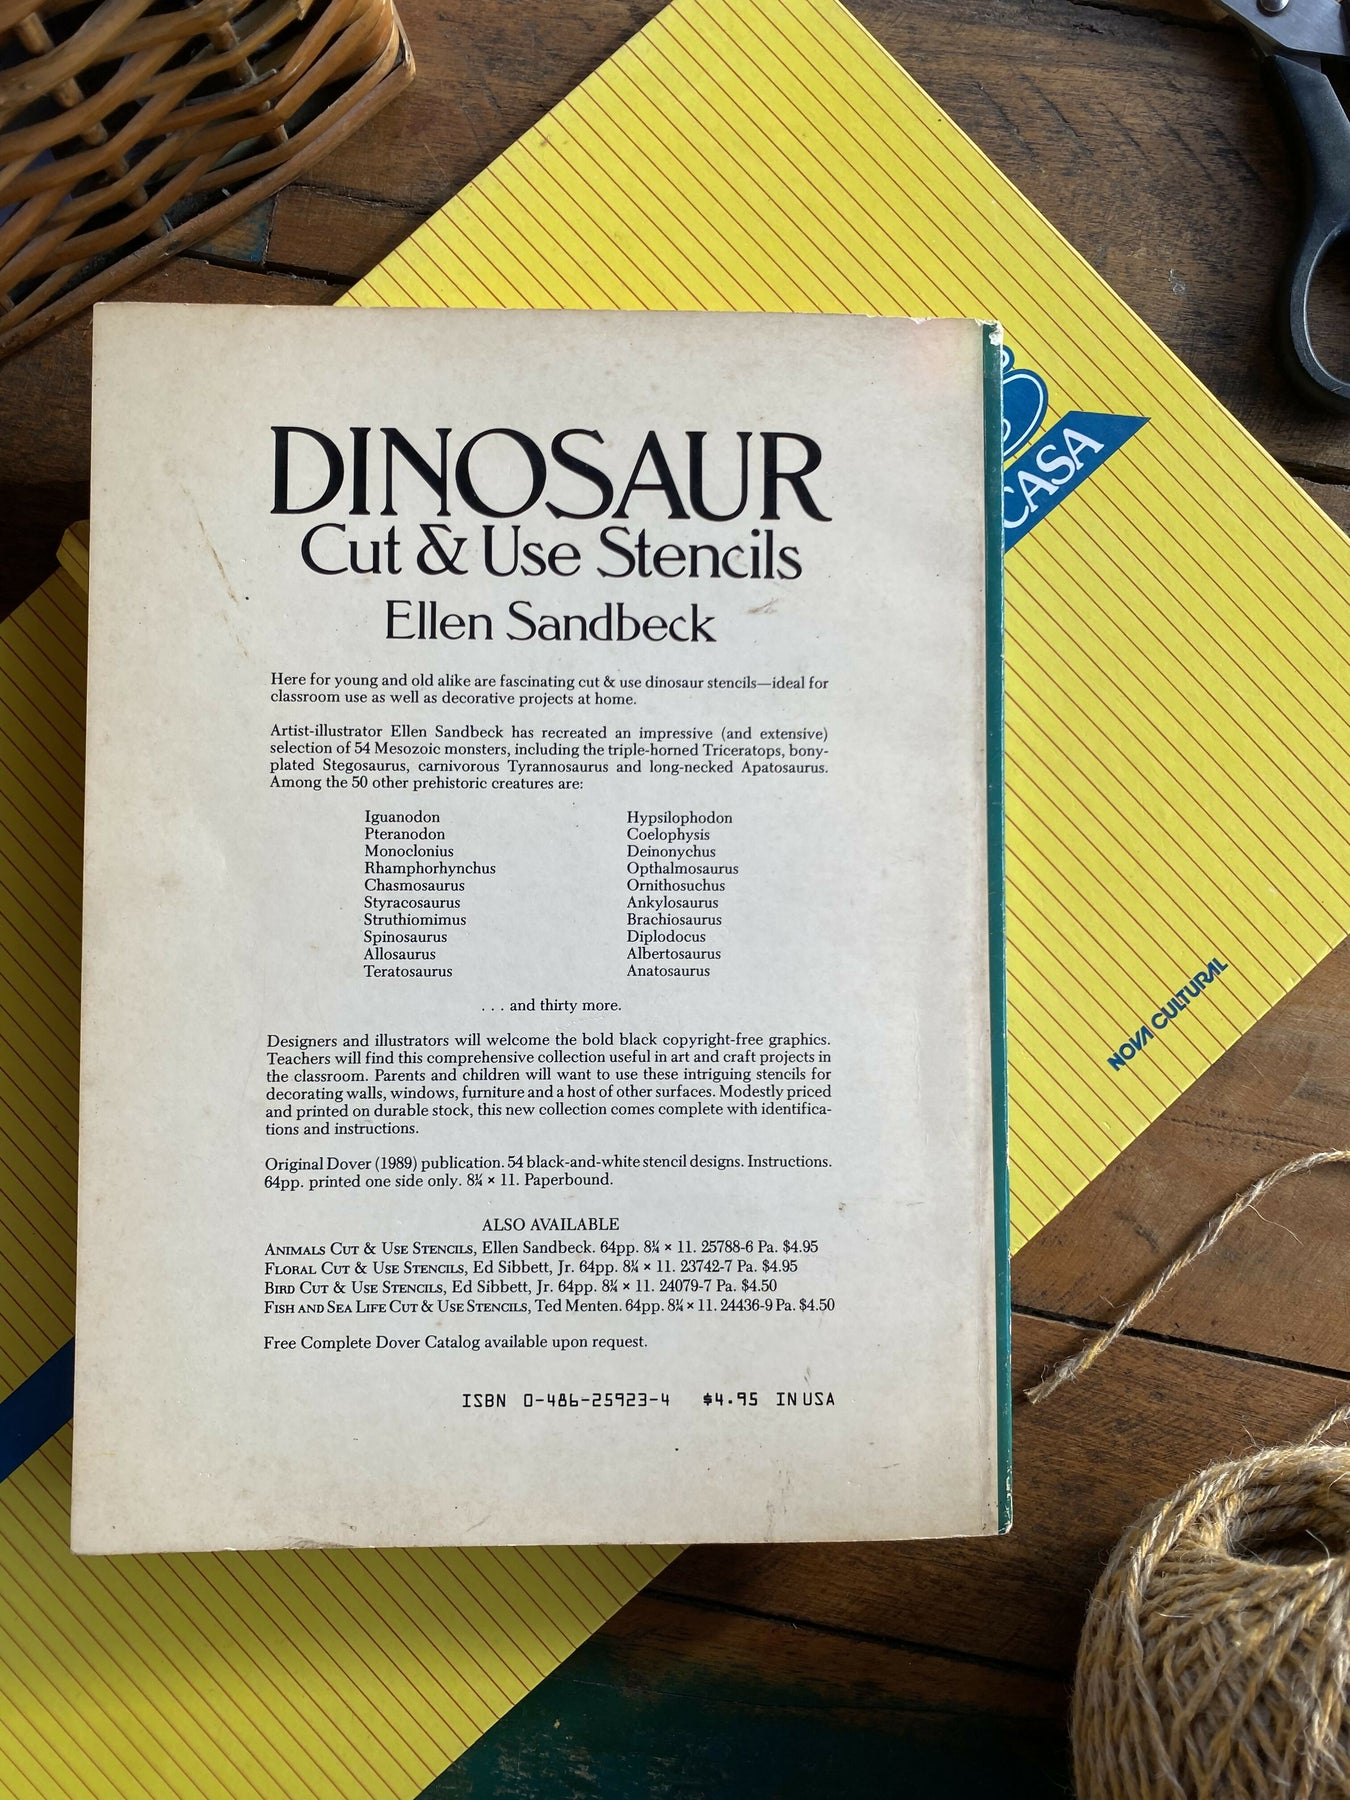 DINOSAUR
Cut & Use Stencils
Ellen Sandbeck
Here for young and old alike are fascinating cut & use dinosaur stencils—ideal for
classroom use as well as decorative projects at home.
Artist-illustrator Ellen Sandbeck has recreated an impressive (and extensive)
selection of 54 Mesozoic monsters, including the triple-horned Triceratops, bony-
plated Stegosaurus, carnivorous Tyrannosaurus and long-necked Apatosaurus.
Among the 50 other prehistoric creatures are:
Iguanodon
Pteranodon
Monoclonius
Rhamphorhynchus
Chasmosaurus
Styracosaurus
Struthiomimus
Spinosaurus
Allosaurus
Teratosaurus
Hypsilophodon
Coelophysis
Deinonychus
Opthalmosaurus
Ornithosuchus
Ankylosaurus
Brachiosaurus
Diplodocus
Albertosaurus
Anatosaurus
. . . and thirty more.
Designers and illustrators will welcome the bold black copyright-free graphics.
Teachers will find this comprehensive collection useful in art and craft projects in
the classroom. Parents and children will want to use these intriguing stencils for
decorating walls, windows, furniture and a host of other surfaces. Modestly priced
and printed on durable stock, this new collection comes complete with identifica-
tions and instructions.
Original Dover (1989) publication. 54 black-and-white stencil designs. Instructions.
64pp. printed one side only. 8¼ × 11. Paperbound.
ALSO AVAILABLE
ANIMALS CUT & USE STENCILS, Ellen Sandbeck. 64pp. 8¼ × 11. 25788-6 Pa. $4.95
FLORAL CUT & USE STENCILS, Ed Sibbett, Jr. 64pp. 8¼ × 11. 23742-7 Pa. $4.95
BIRD CUT & USE STENCILS, Ed Sibbett, Jr. 64pp. 8¼ × 11. 24079-7 Pa. $4.50
FISH AND SEA LIFE CUT & USE STENCILS, Ted Menten. 64pp. 8¼ × 11. 24436-9 Pa. $4.50
Free Complete Dover Catalog available upon request.
ISBN 0-486-25923-4 $4.95 IN USA
CASA
NOVA CULTURAL